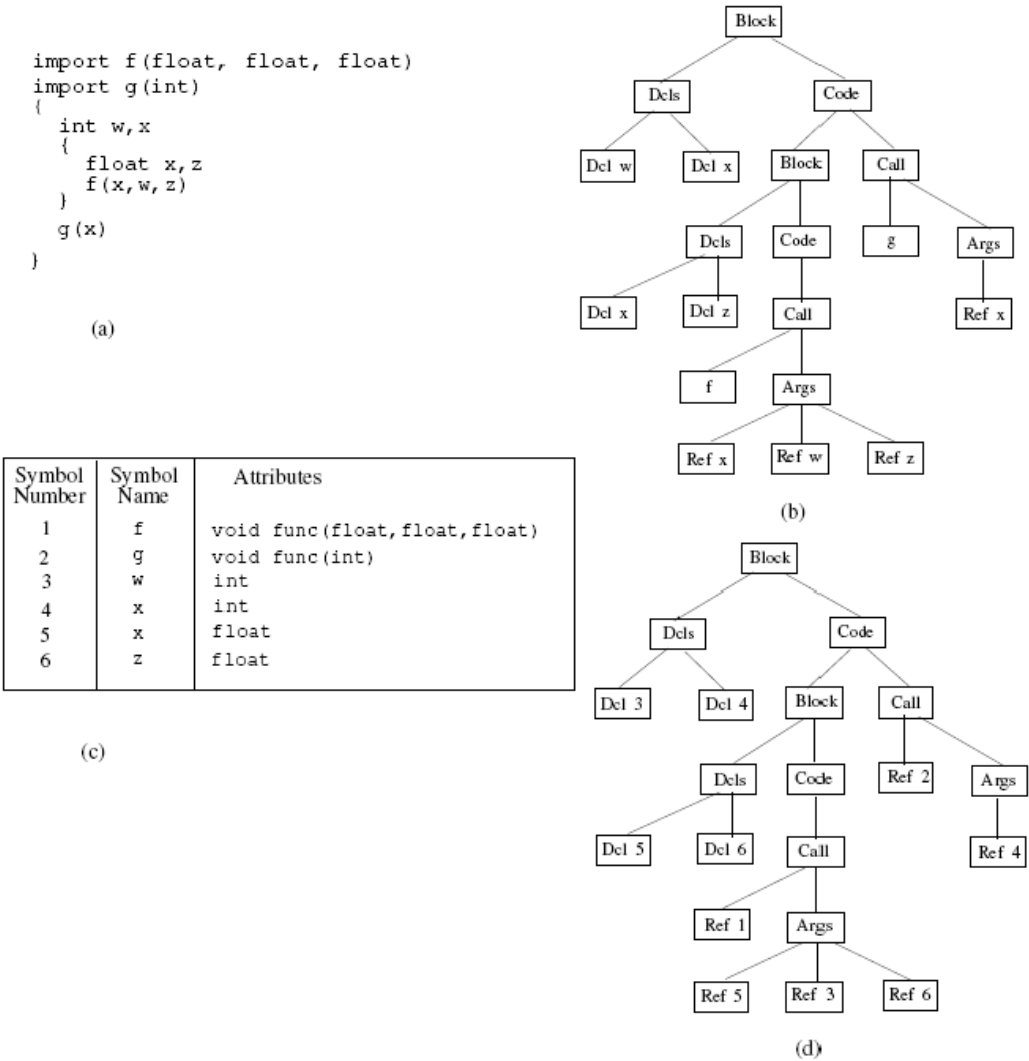 import f(float, float, float)
import g(int)
{
int w,x
{
float x,z
f(x,w,z)
}
g(x)
}
(a)
Block
Dcls Code
Dcl w Dcl x Block Call
Dcls Code g Args
Dcl x Dcl z Call Ref x
f Args
Ref x Ref w Ref z
(b)
Symbol Number Symbol Name Attributes
1 f void func(float,float,float)
2 g void func(int)
3 w int
4 x int
5 x float
6 z float
(c)
Block
Dcls Code
Dcl 3 Dcl 4 Block Call
Dcls Code Ref 2 Args
Dcl 5 Dcl 6 Call Ref 4
Ref 1 Args
Ref 5 Ref 3 Ref 6
(d)